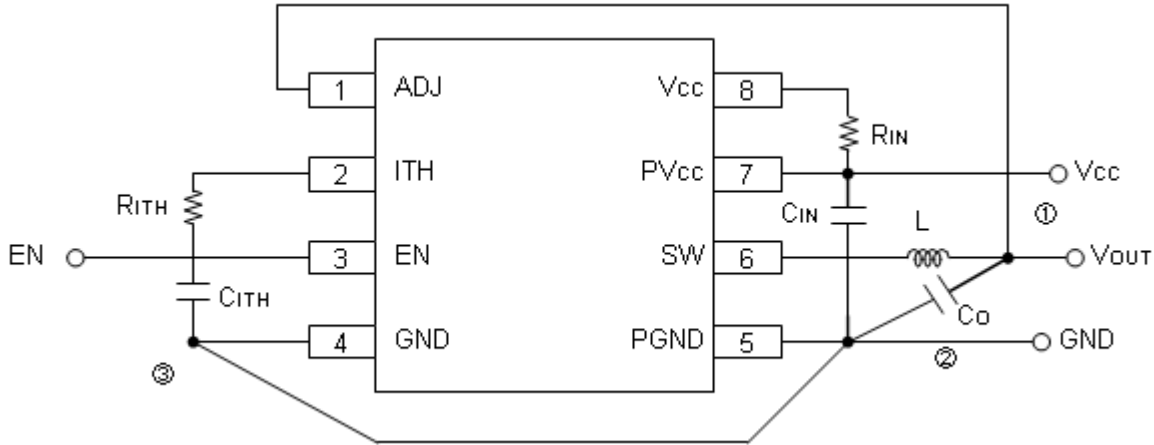 1 ADJ Vcc 8
RIN
2 ITH PVcc 7 Vcc
RITH CIN ① L
EN 3 EN SW 6 VOUT
CITH Co
4 GND PGND 5 GND
③ ②